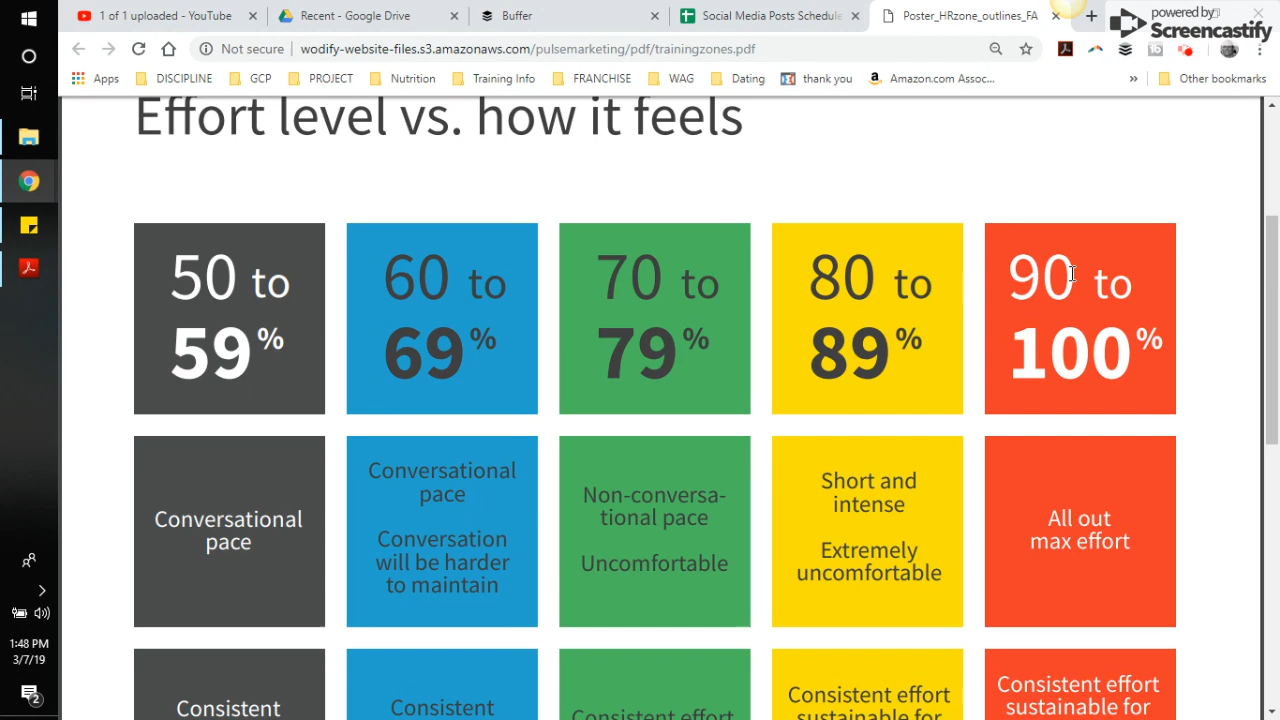 1 of 1 uploaded - YouTube
Recent - Google Drive
Buffer
Social Media Posts Schedule
Poster_HRzone_outlines_FA
powered by
Screencastify
Not secure
wodify-website-files.s3.amazonaws.com/pulsemarketing/pdf/trainingzones.pdf
Apps
DISCIPLINE
GCP
PROJECT
Nutrition
Training Info
FRANCHISE
WAG
Dating
thank you
Amazon.com Assoc...
»
Other bookmarks
Effort level vs. how it feels
50 to
59%
60 to
69%
70 to
79%
80 to
89%
90 to
100%
Conversational
pace
Conversational
pace
Conversation
will be harder
to maintain
Non-conversa-
tional pace
Uncomfortable
Short and
intense
Extremely
uncomfortable
All out
max effort
Consistent
Consistent
Consistent effort
Consistent effort
sustainable for
Consistent effort
sustainable for
1:48 PM
3/7/19
2